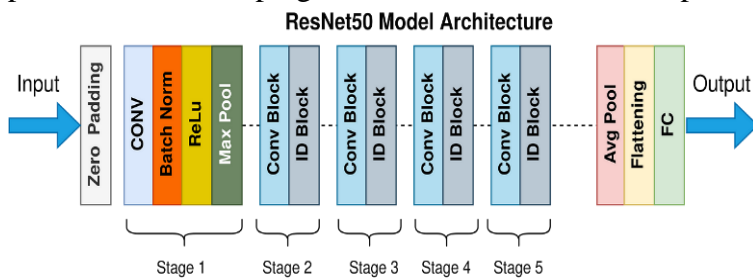 ResNet50 Model Architecture
Input
Zero Padding
CONV
Batch Norm
ReLu
Max Pool
Conv Block
ID Block
Conv Block
ID Block
Conv Block
ID Block
Conv Block
ID Block
Avg Pool
Flattening
FC
Output
Stage 1
Stage 2
Stage 3
Stage 4
Stage 5